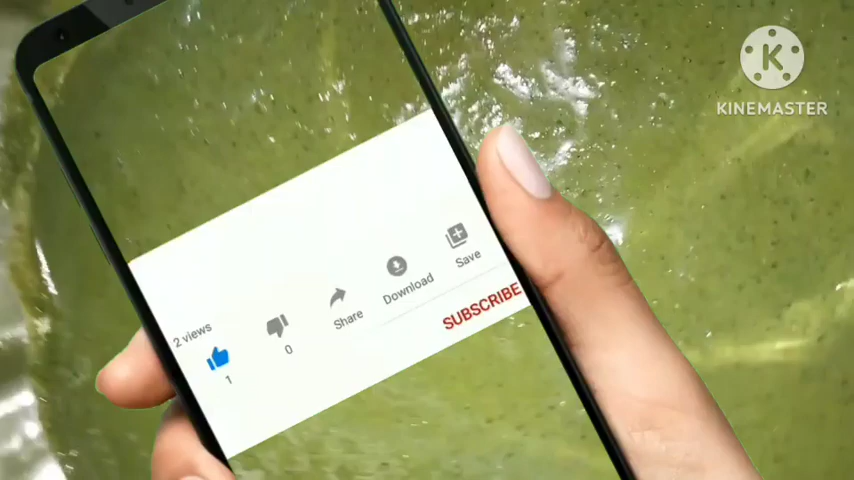 KINEMASTER
2 views
1
0
Share
Download
Save
SUBSCRIBE